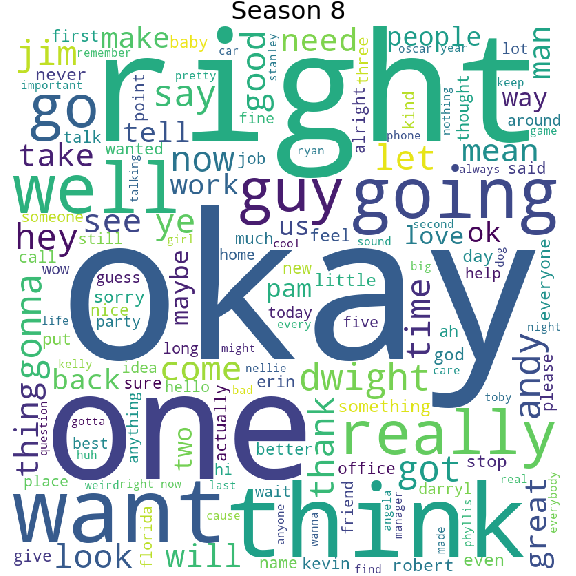 Season 8
first make baby need people car oscar year lot man
jim remember right good stanley three
never say keep way
important go pretty point fine alright kind nothing thought around
talk tell ryan phone game
take wanted now job let mean
well talking work guy going always said
someone see ye us feel love ok second
hey still girl much cool sound day
call wow okay home new big help dog everyone
guess maybe pam little time ah
gonna nice sorry today god night
life party every five andy
put long might care please
kelly idea come nellie dwight toby
back sure hello erin bad
thing question one gotta actually something really
best anything two thank better
huh hi office got stop
place weird right now last wait friend darryl real
want florida cause anyone wanna angela manager think phyllis great everybody
give look will name kevin find made robert even